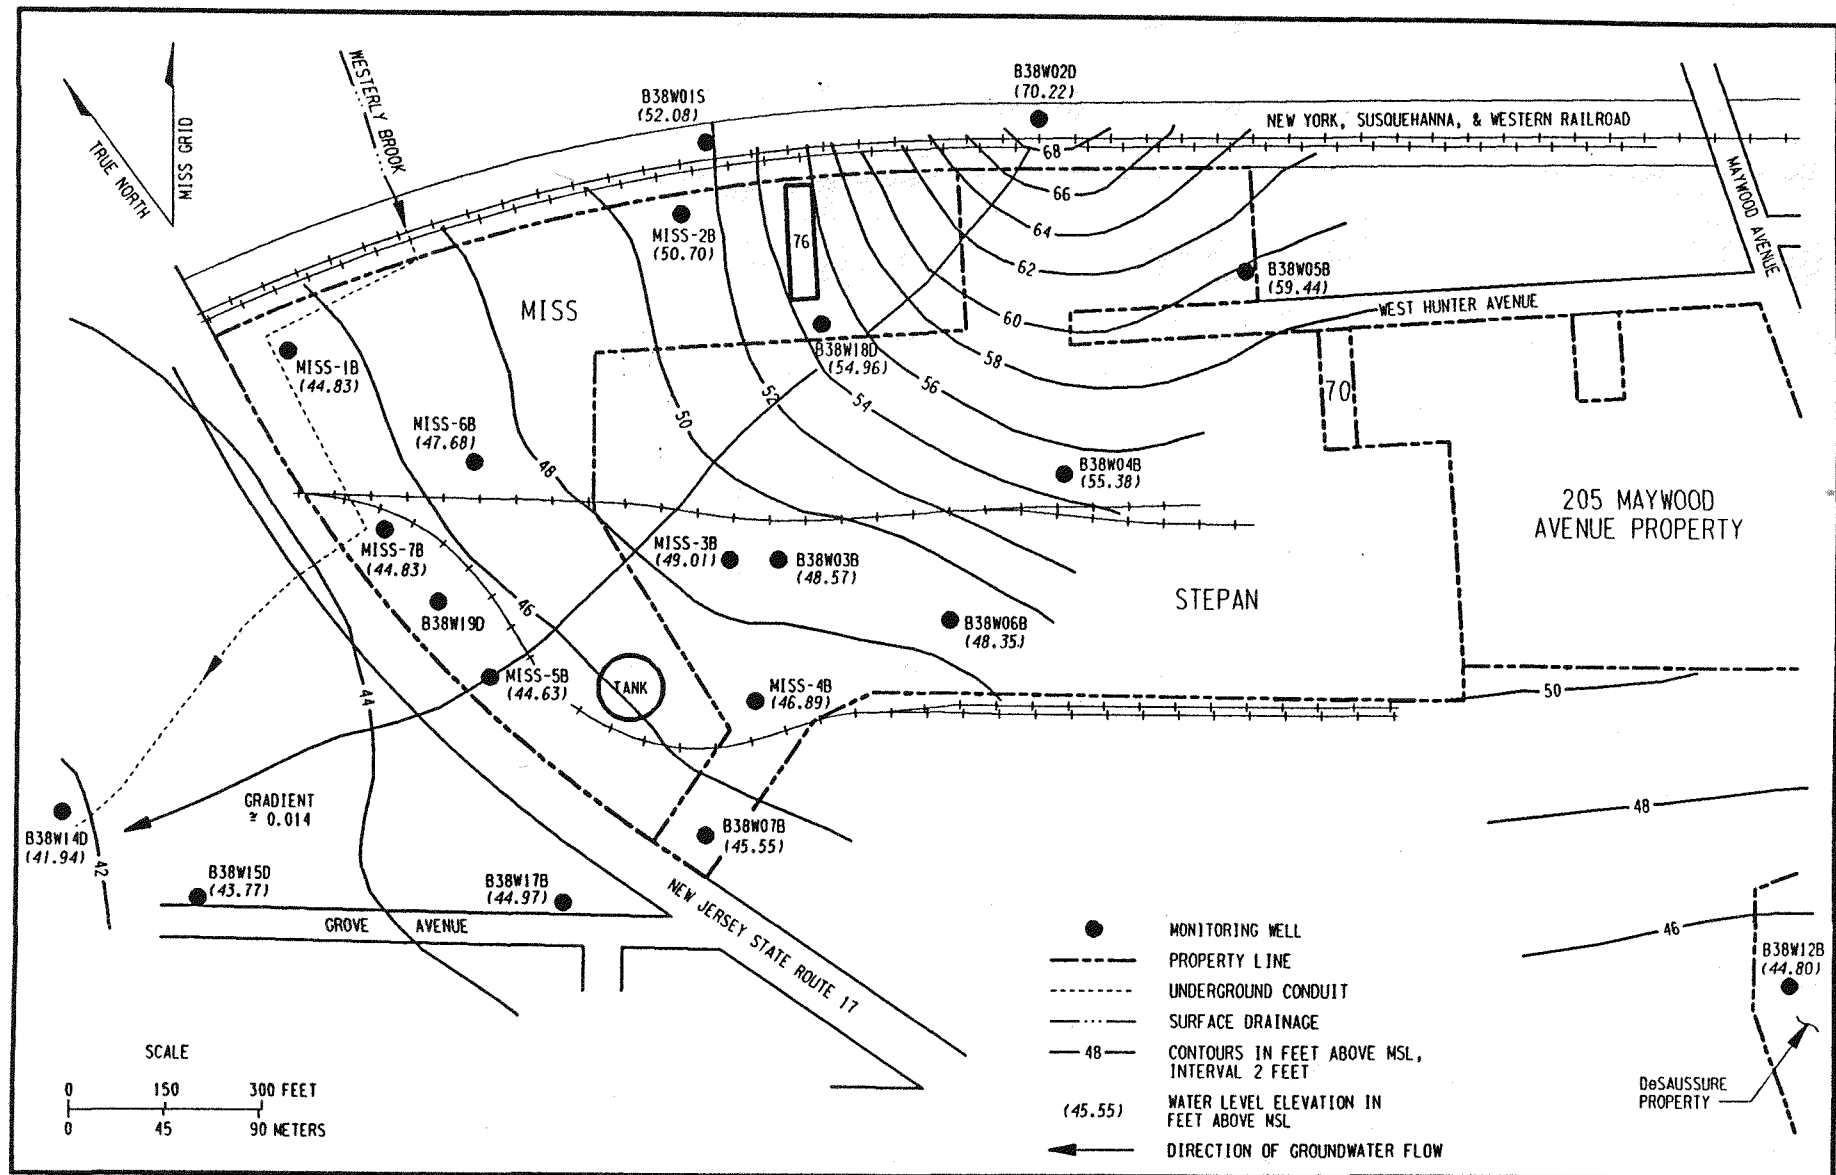 B38W02D
(70.22)
B38W01S
(52.08)
WESTERLY BROOK
MISS GRID
TRUE NORTH
NEW YORK, SUSQUEHANNA, & WESTERN RAILROAD
MAYWOOD AVENUE
68
66
64
62
60
58
56
54
52
50
48
46
44
42
MISS-2B
(50.70)
76
MISS
B38W05B
(59.44)
WEST HUNTER AVENUE
B38W18D
(54.96)
MISS-1B
(44.83)
70
MISS-6B
(47.68)
B38W04B
(55.38)
205 MAYWOOD
AVENUE PROPERTY
MISS-7B
(44.83)
MISS-3B
(49.01)
B38W03B
(48.57)
STEPAN
B38W19D
B38W06B
(48.35)
MISS-5B
(44.63)
TANK
MISS-4B
(46.89)
50
GRADIENT
≅ 0.014
48
B38W14D
(41.94)
B38W07B
(45.55)
B38W15D
(43.77)
B38W17B
(44.97)
GROVE AVENUE
NEW JERSEY STATE ROUTE 17
46
B38W12B
(44.80)
DeSAUSSURE
PROPERTY
MONITORING WELL
PROPERTY LINE
UNDERGROUND CONDUIT
SURFACE DRAINAGE
48
CONTOURS IN FEET ABOVE MSL,
INTERVAL 2 FEET
(45.55)
WATER LEVEL ELEVATION IN
FEET ABOVE MSL
DIRECTION OF GROUNDWATER FLOW
SCALE
0 150 300 FEET
0 45 90 METERS